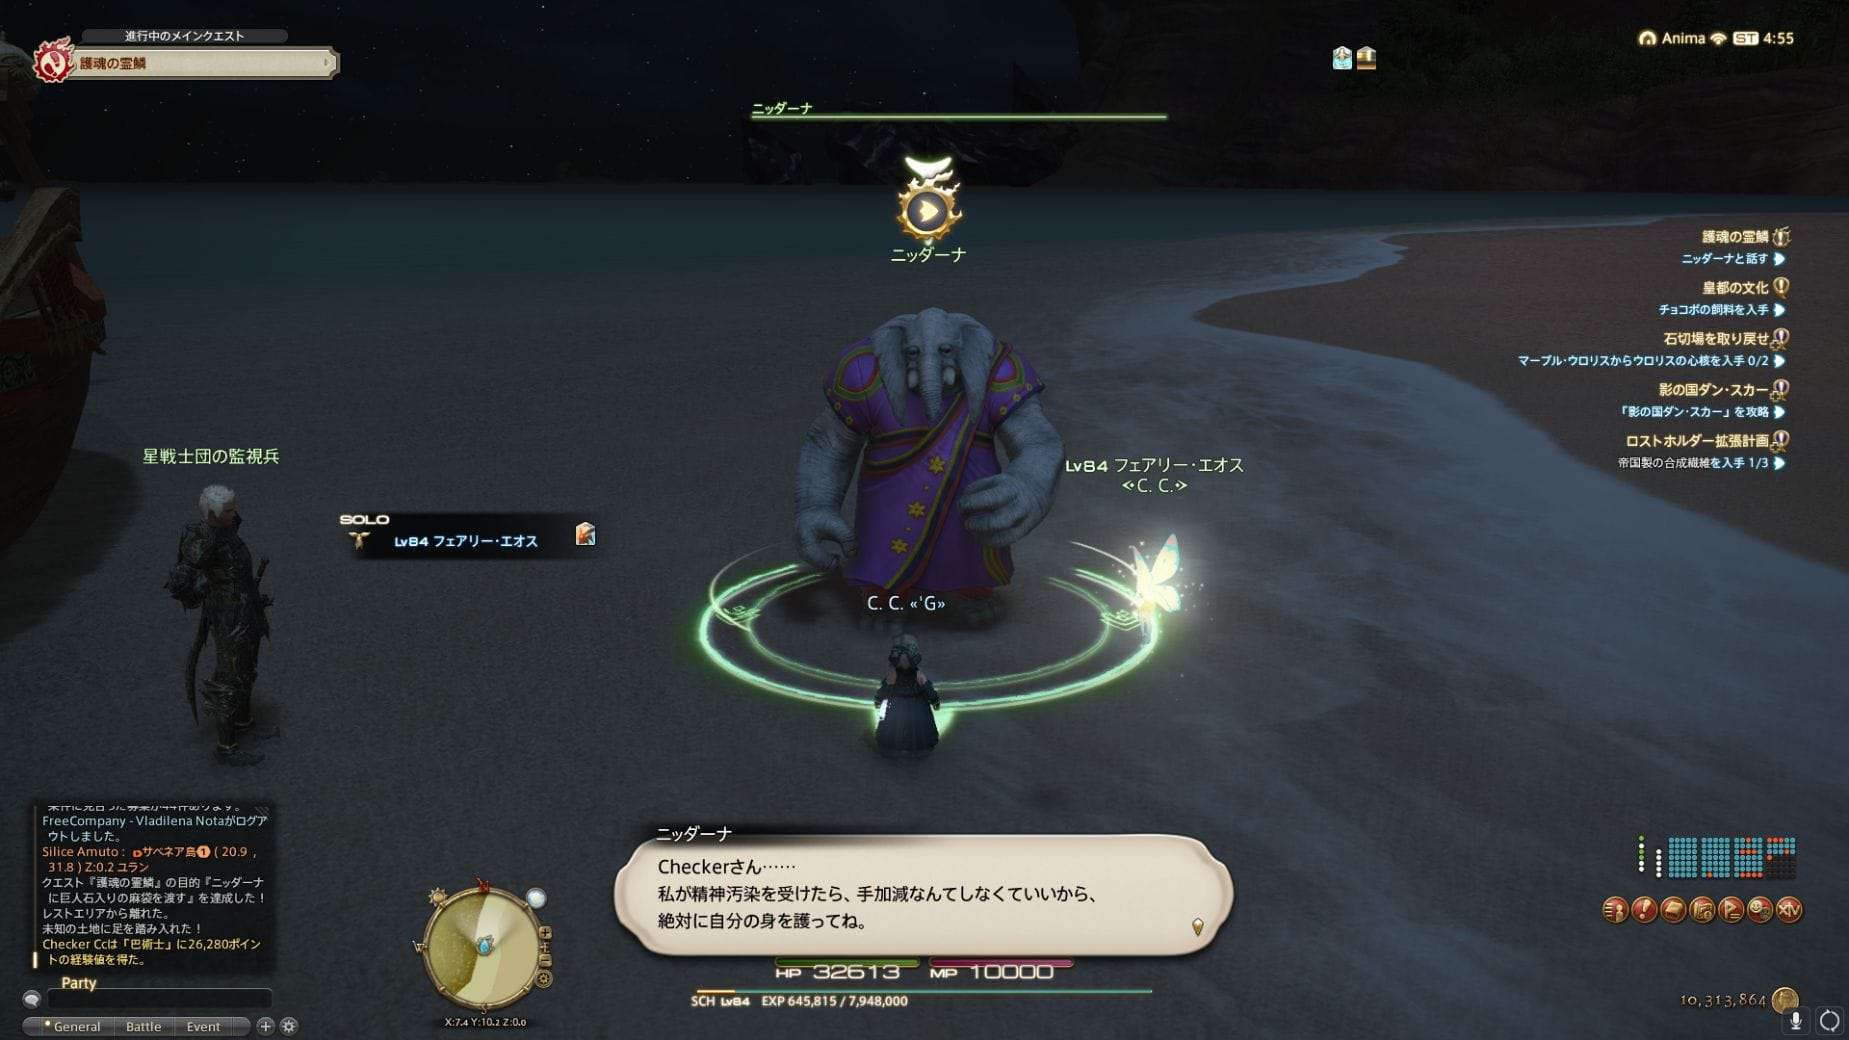 進行中のメインクエスト
護魂の霊鱗
Anima ST 4:55
ニッダーナ
ニッダーナ
護魂の霊鱗
ニッダーナと話す
皇都の文化
チョコボの飼料を入手
石切場を取り戻せ
マーブル・ウロリスからウロリスの心核を入手 0/2
影の国ダン・スカー
『影の国ダン・スカー』を攻略
ロストホルダー拡張計画
帝国製の合成繊維を入手 1/3
星戦士団の監視兵
Lv84 フェアリー・エオス
<C. C.>
SOLO
Lv84 フェアリー・エオス
C. C. «'G»
FreeCompany - Vladilena Notaがログア
ウトしました。
Silice Amuto : サベネア島1 ( 20.9 ,
31.8 ) Z:0.2 ユラン
クエスト『護魂の霊鱗』の目的『ニッダーナ
に巨人石入りの麻袋を渡す』を達成した！
レストエリアから離れた。
未知の土地に足を踏み入れた！
Checker Ccは「巴術士」に26,280ポイン
トの経験値を得た。
Party
General Battle Event
N
W
S
X:7.4 Y:10.2 Z:0.0
ニッダーナ
Checkerさん……
私が精神汚染を受けたら、手加減なんてしなくていいから、
絶対に自分の身を護ってね。
HP 32613 MP 10000
SCH Lv84 EXP 645,815 / 7,948,000
XIV
10,313,864